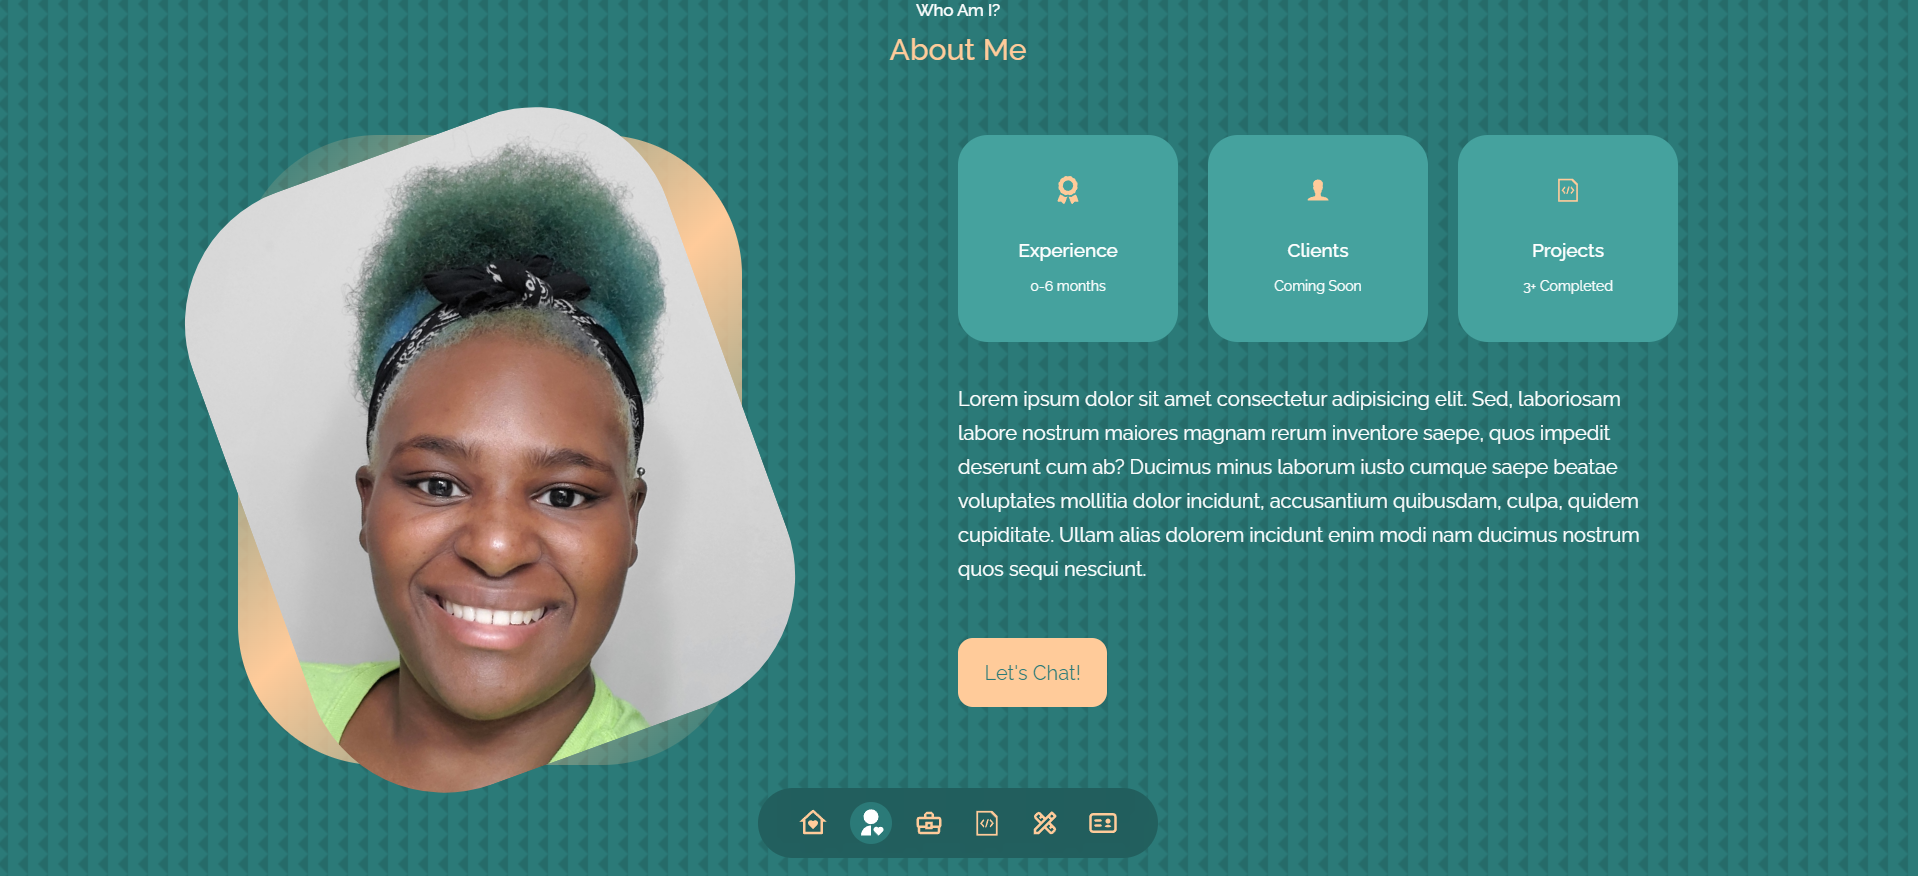 Who Am I?
About Me
Experience
0-6 months
Clients
Coming Soon
Projects
3+ Completed
Lorem ipsum dolor sit amet consectetur adipisicing elit. Sed, laboriosam
labore nostrum maiores magnam rerum inventore saepe, quos impedit
deserunt cum ab? Ducimus minus laborum iusto cumque saepe beatae
voluptates mollitia dolor incidunt, accusantium quibusdam, culpa, quidem
cupiditate. Ullam alias dolorem incidunt enim modi nam ducimus nostrum
quos sequi nesciunt.
Let's Chat!